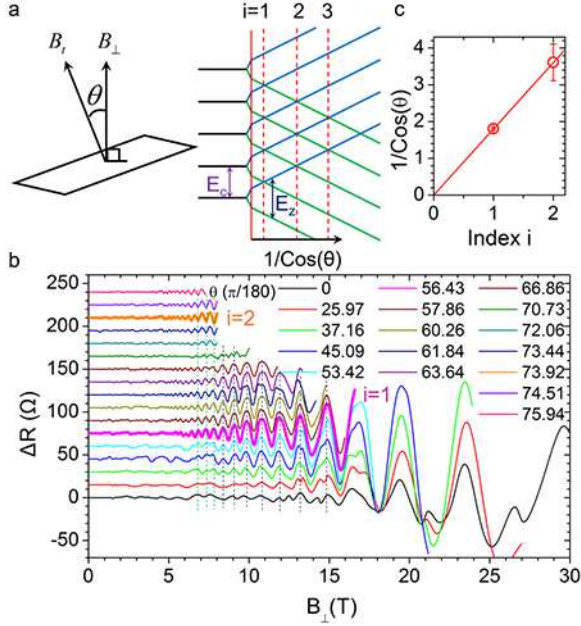 a
B_t
B_⊥
θ
i=1 2 3
E_c
E_z
1/Cos(θ)
c
1/Cos(θ)
4
3
2
1
0
0 1 2
Index i
b
ΔR (Ω)
250
200
150
100
50
0
-50
θ (π/180)
i=2
i=1
0
25.97
37.16
45.09
53.42
56.43
57.86
60.26
61.84
63.64
66.86
70.73
72.06
73.44
73.92
74.51
75.94
0 5 10 15 20 25 30
B_⊥(T)